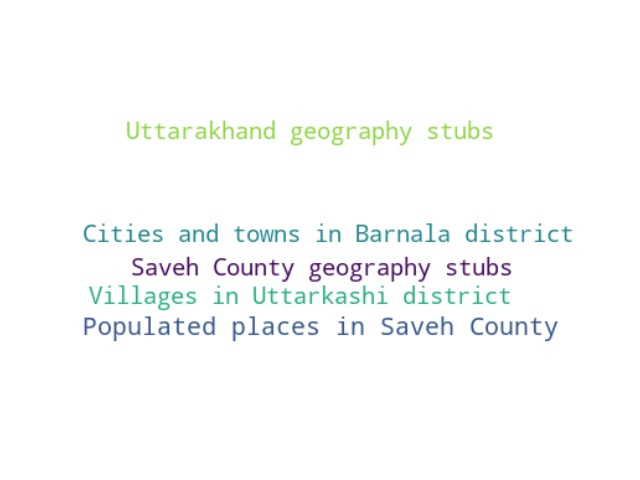 Uttarakhand geography stubs
Cities and towns in Barnala district
Saveh County geography stubs
Villages in Uttarkashi district
Populated places in Saveh County